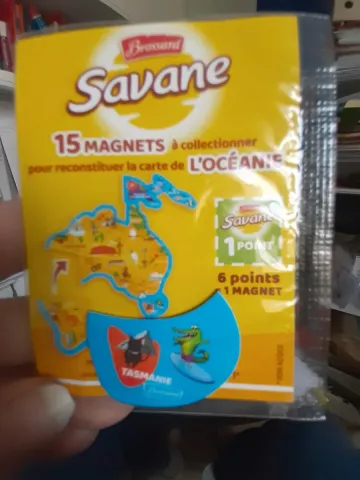 Brossard
Savane
15 MAGNETS à collectionner
pour reconstituer la carte de L'OCÉANIE
Savane
1 POINT
6 points
1 MAGNET
TASMANIE